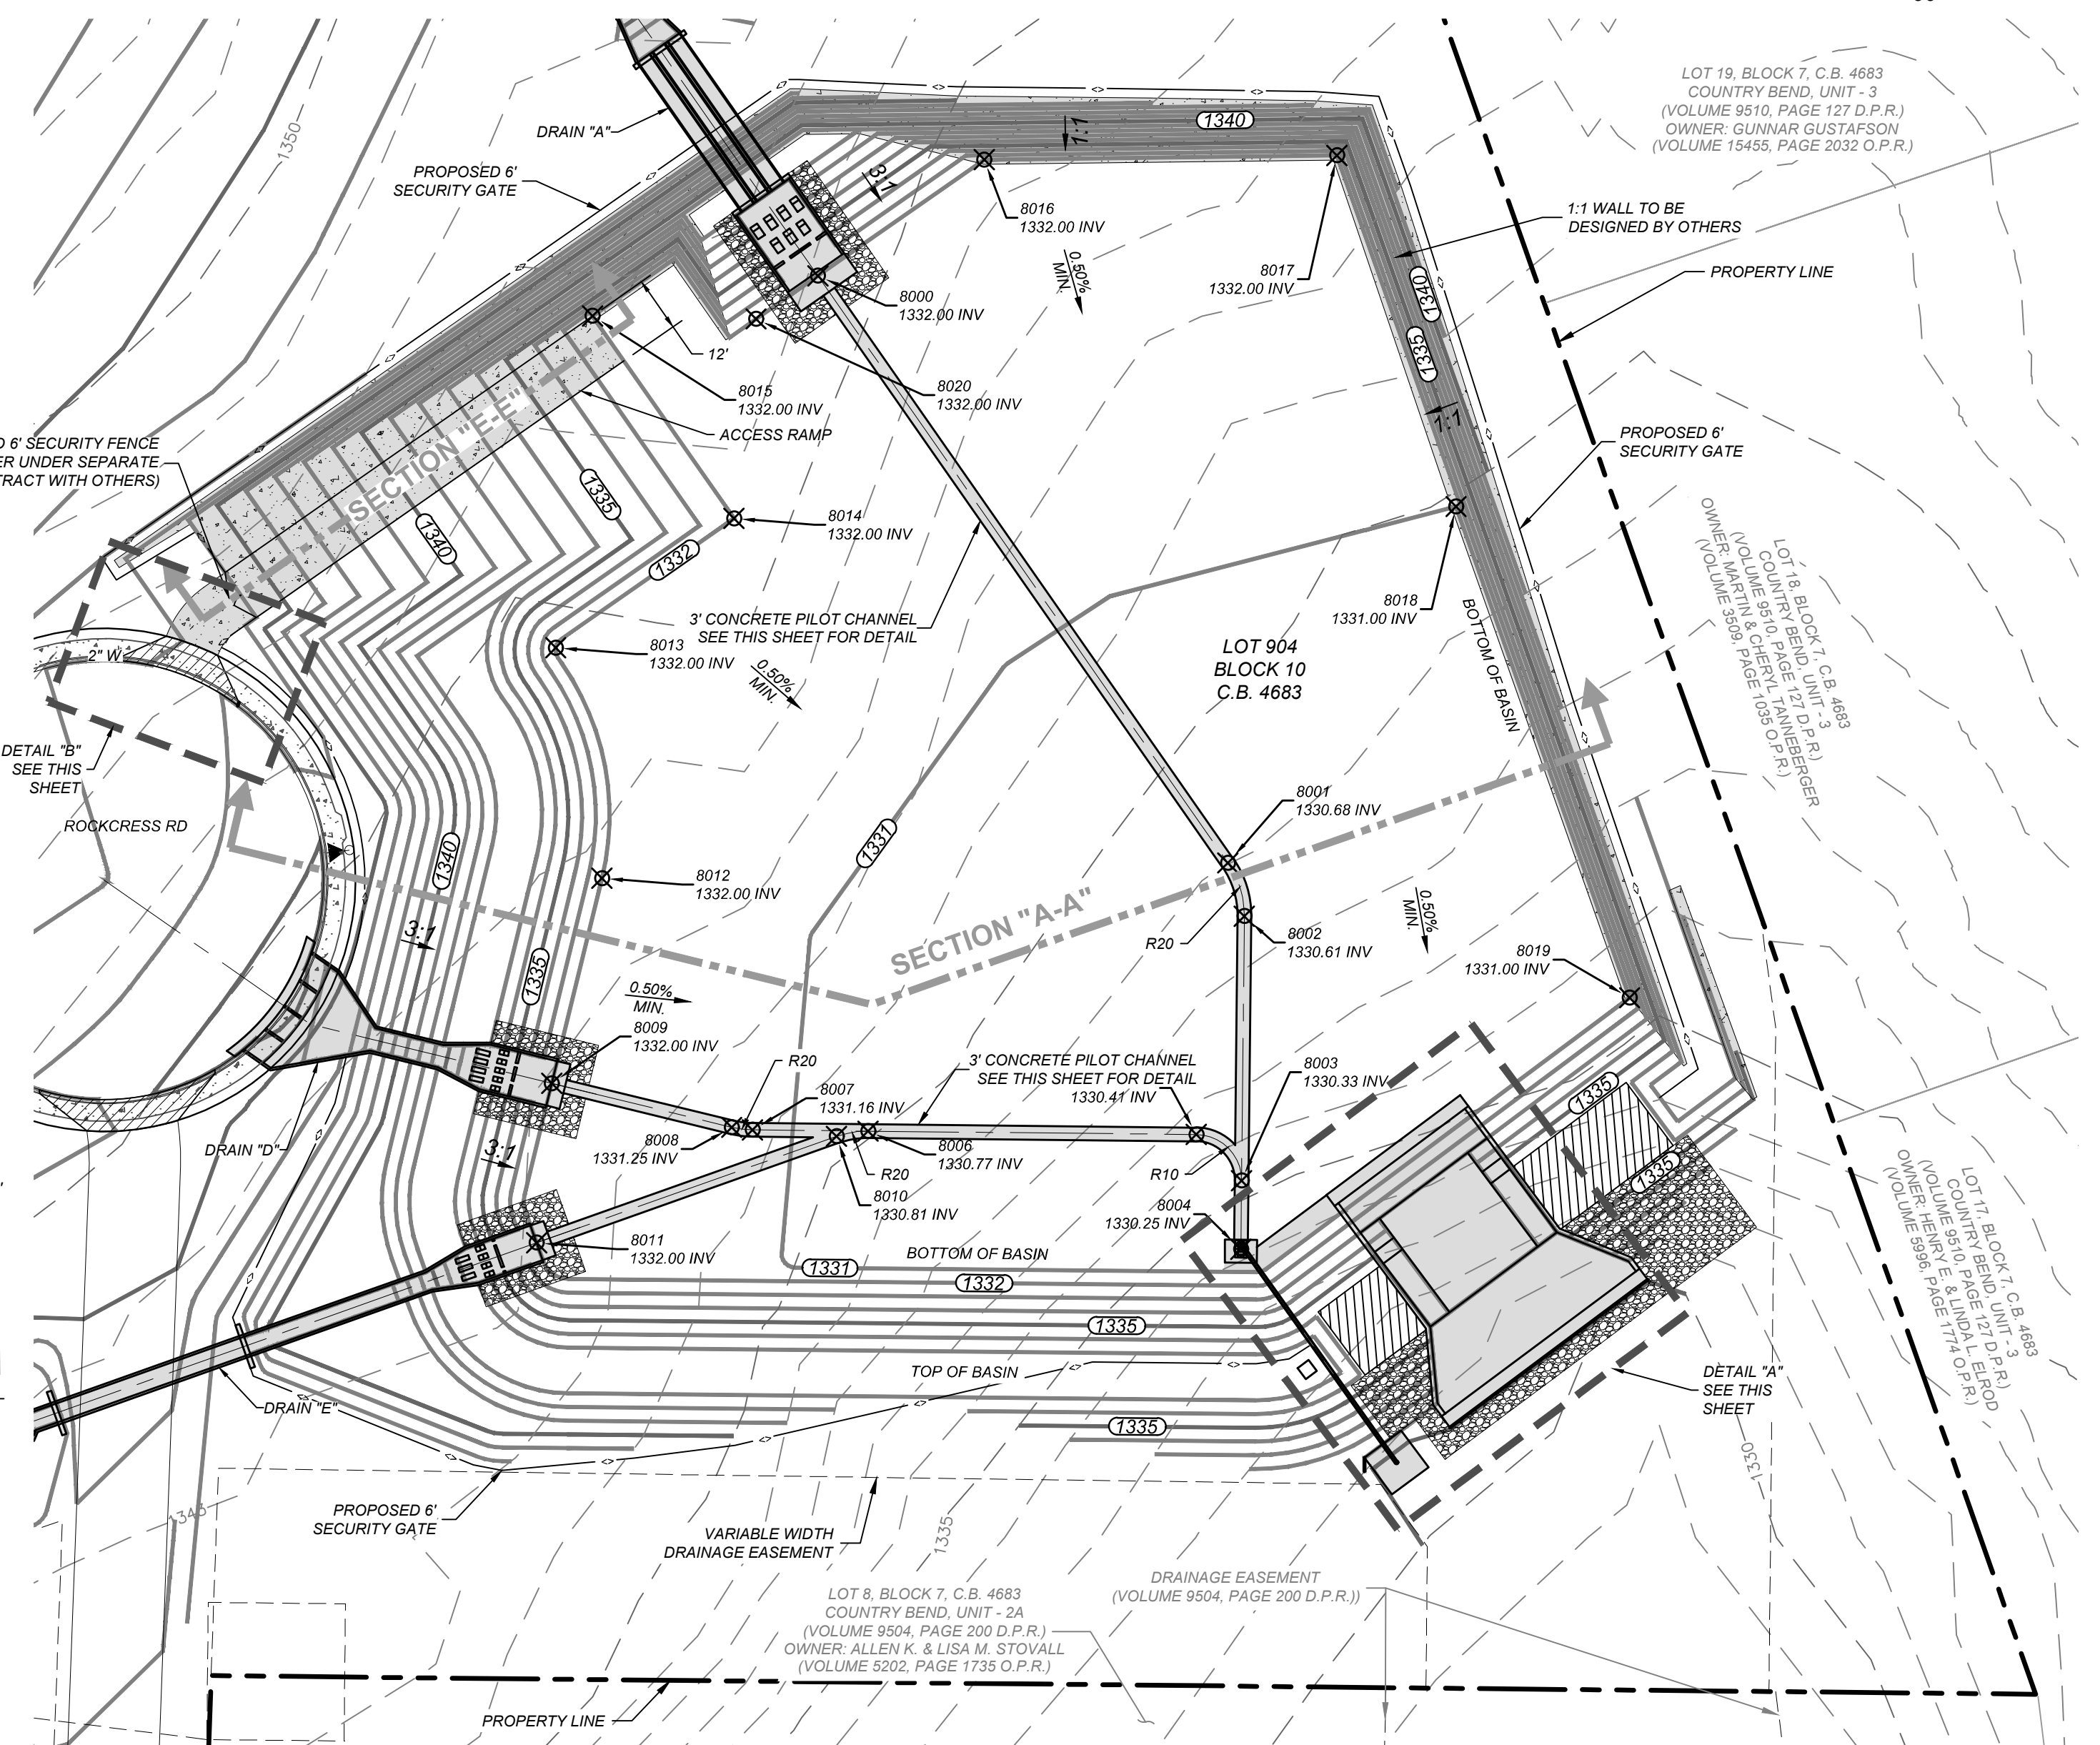 LOT 19, BLOCK 7, C.B. 4683
COUNTRY BEND, UNIT - 3
(VOLUME 9510, PAGE 127 D.P.R.)
OWNER: GUNNAR GUSTAFSON
(VOLUME 15455, PAGE 2032 O.P.R.)
1350
DRAIN "A"
1340
1:1
PROPOSED 6'
SECURITY GATE
3:1
8016
1332.00 INV
1:1 WALL TO BE
DESIGNED BY OTHERS
0.50%
MIN.
8017
1332.00 INV
PROPERTY LINE
8000
1332.00 INV
1340
1335
12'
8015
1332.00 INV
8020
1332.00 INV
1:1
ACCESS RAMP
SECTION "E-E"
6' SECURITY FENCE
ER UNDER SEPARATE
TRACT WITH OTHERS)
PROPOSED 6'
SECURITY GATE
1335
1340
8014
1332.00 INV
1332
LOT 18, BLOCK 7, C.B. 4683
COUNTRY BEND, UNIT - 3
(VOLUME 9510, PAGE 127 D.P.R.)
OWNER: MARTIN & CHERYL TANNEBERGER
(VOLUME 3509, PAGE 1035 O.P.R.)
8018
1331.00 INV
3' CONCRETE PILOT CHANNEL
SEE THIS SHEET FOR DETAIL
BOTTOM OF BASIN
8013
1332.00 INV
0.50%
MIN.
LOT 904
BLOCK 10
C.B. 4683
2" W
DETAIL "B"
SEE THIS
SHEET
8001
1330.68 INV
ROCKCRESS RD
1331
1340
8012
1332.00 INV
SECTION "A-A"
0.50%
MIN.
3:1
R20
8002
1330.61 INV
8019
1331.00 INV
1335
0.50%
MIN.
8009
1332.00 INV
R20
3' CONCRETE PILOT CHANNEL
SEE THIS SHEET FOR DETAIL
1330.41 INV
8003
1330.33 INV
1335
8007
1331.16 INV
DRAIN "D"
3:1
8008
1331.25 INV
8006
1330.77 INV
R20
R10
1335
8010
1330.81 INV
8004
1330.25 INV
LOT 17, BLOCK 7, C.B. 4683
COUNTRY BEND, UNIT - 3
(VOLUME 9510, PAGE 127 D.P.R.)
OWNER: HENRY E. & LINDA L. ELROD
(VOLUME 5996, PAGE 1774 O.P.R.)
8011
1332.00 INV
BOTTOM OF BASIN
1331
1332
1335
TOP OF BASIN
DETAIL "A"
SEE THIS
SHEET
DRAIN "E"
1335
1330
1343
PROPOSED 6'
SECURITY GATE
VARIABLE WIDTH
DRAINAGE EASEMENT
1335
DRAINAGE EASEMENT
(VOLUME 9504, PAGE 200 D.P.R.))
LOT 8, BLOCK 7, C.B. 4683
COUNTRY BEND, UNIT - 2A
(VOLUME 9504, PAGE 200 D.P.R.)
OWNER: ALLEN K. & LISA M. STOVALL
(VOLUME 5202, PAGE 1735 O.P.R.)
PROPERTY LINE